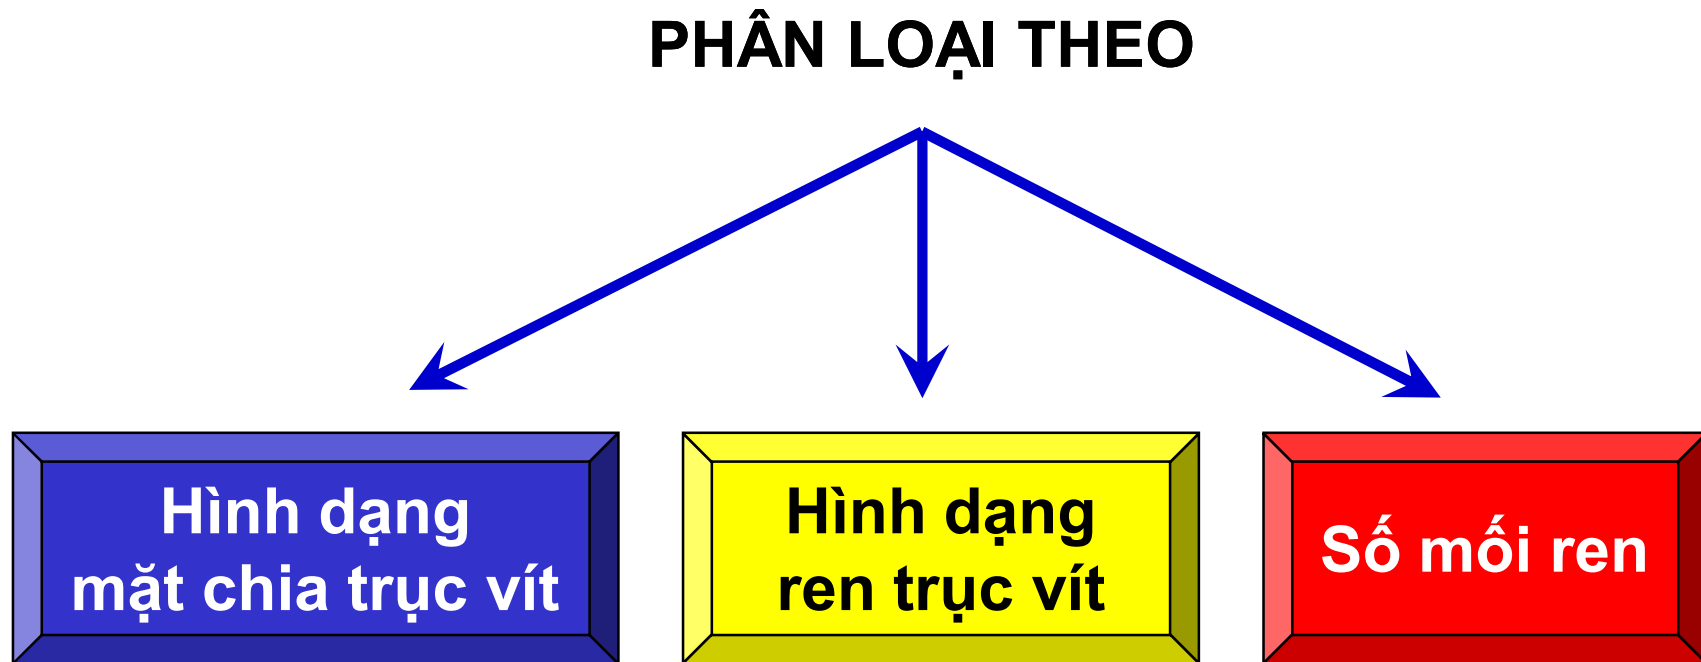 PHÂN LOẠI THEO
Hình dạng
mặt chia trục vít
Hình dạng
ren trục vít
Số mối ren